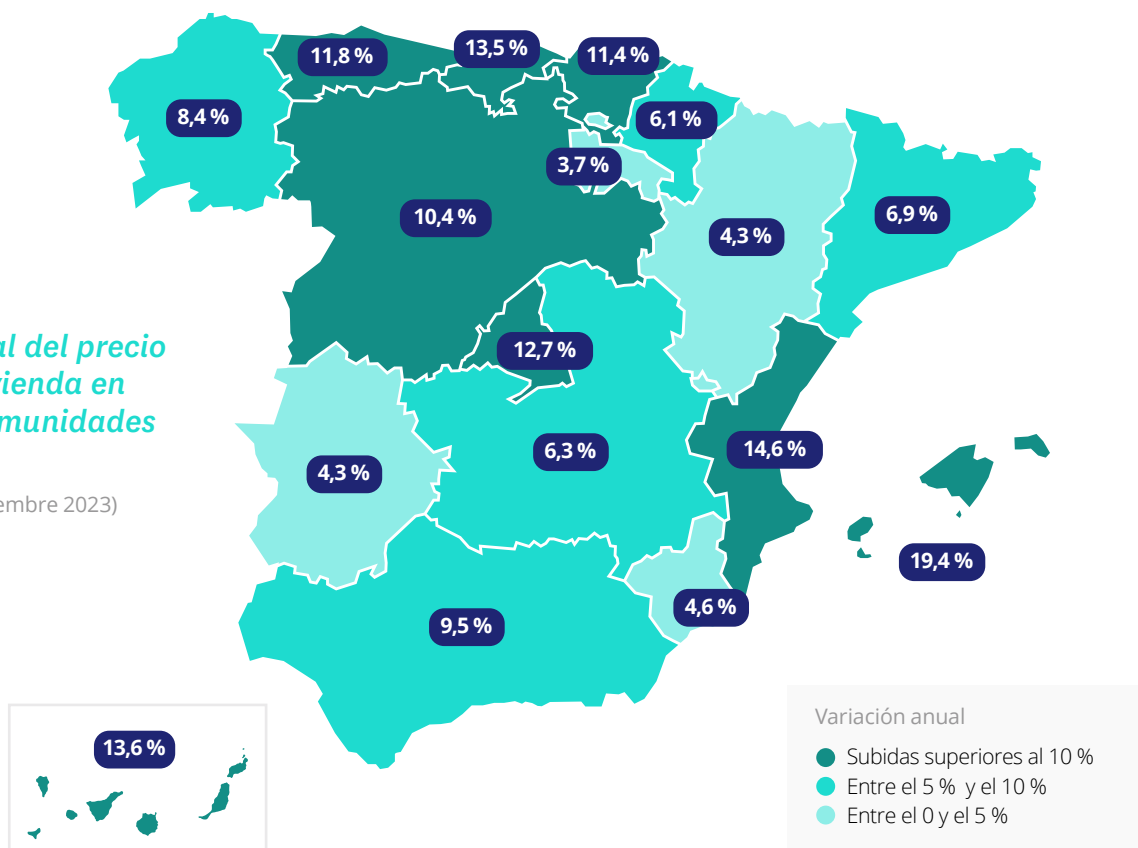 11,8 %
13,5 %
11,4 %
8,4 %
6,1 %
3,7 %
10,4 %
4,3 %
6,9 %
al del precio
vienda en
munidades
embre 2023)
12,7 %
6,3 %
14,6 %
4,3 %
19,4 %
4,6 %
9,5 %
13,6 %
Variación anual
Subidas superiores al 10 %
Entre el 5 % y el 10 %
Entre el 0 y el 5 %